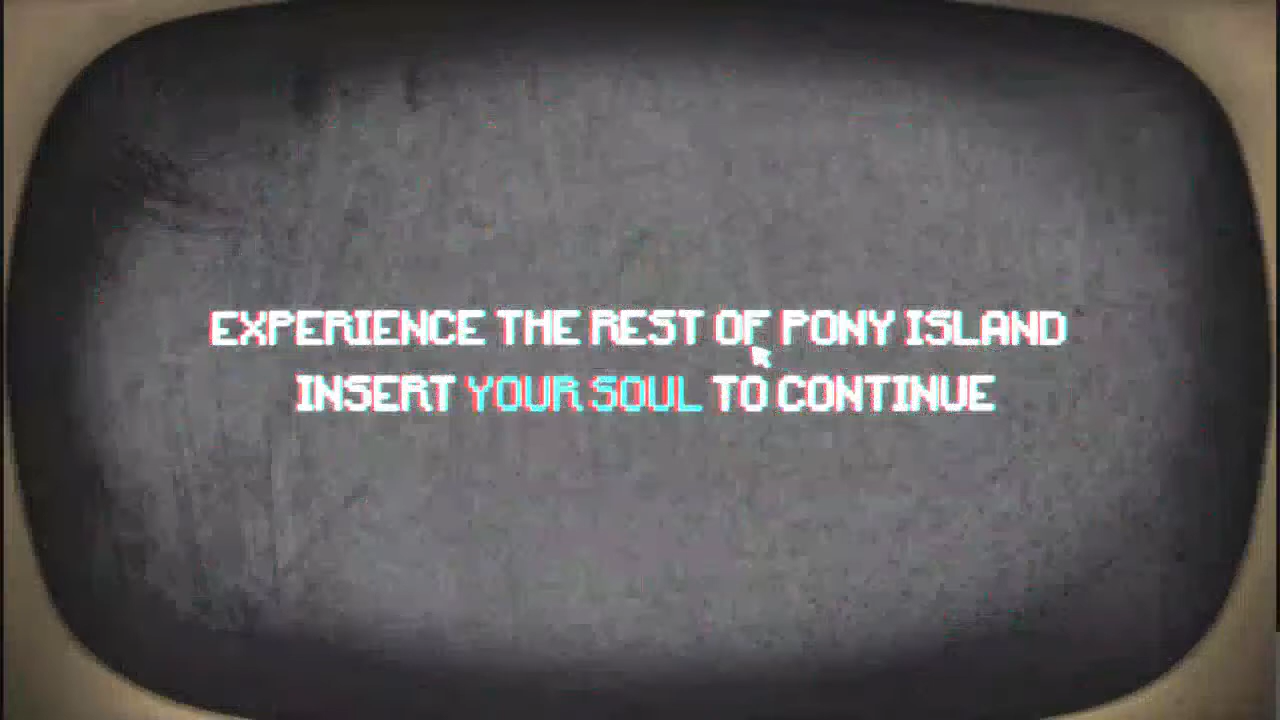 EXPERIENCE THE REST OF PONY ISLAND
INSERT YOUR SOUL TO CONTINUE